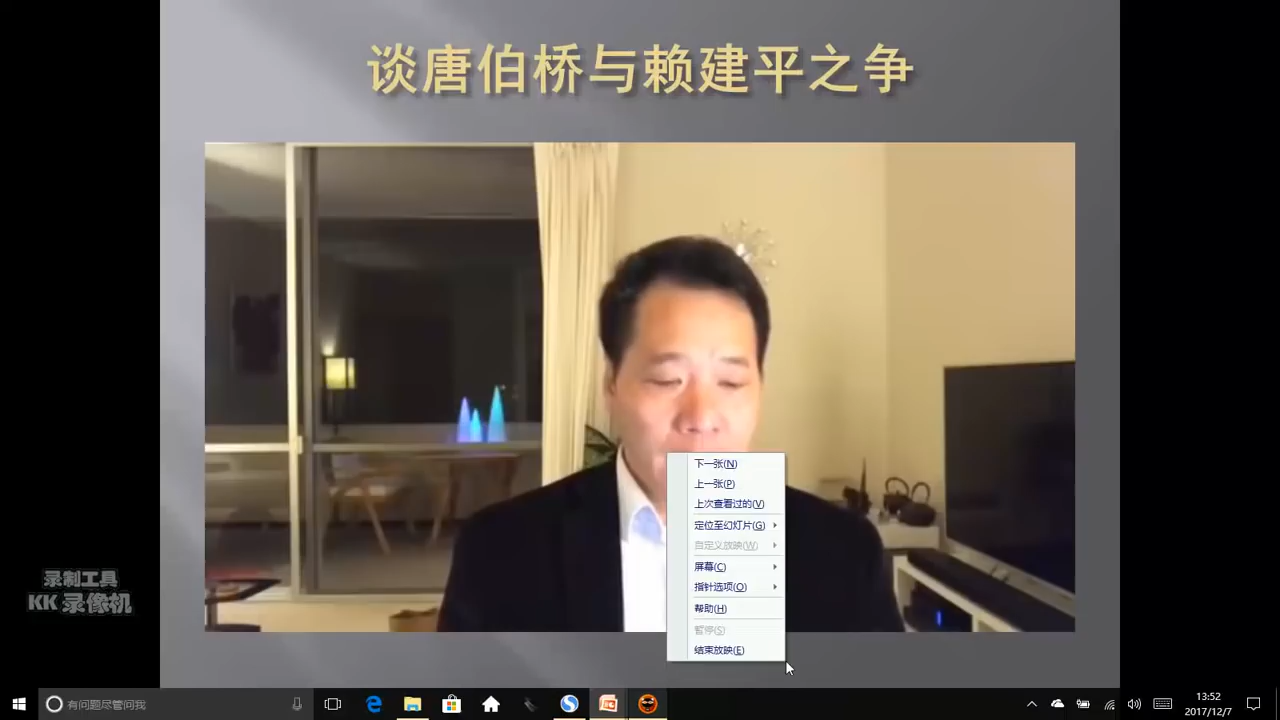 谈唐伯桥与赖建平之争
下一张(N)
上一张(P)
上次查看过的(V)
定位至幻灯片(G)
自定义放映(W)
屏幕(C)
指针选项(O)
帮助(H)
暂停(S)
结束放映(E)
录制工具
KK 录像机
有问题尽管问我
13:52
2017/12/7